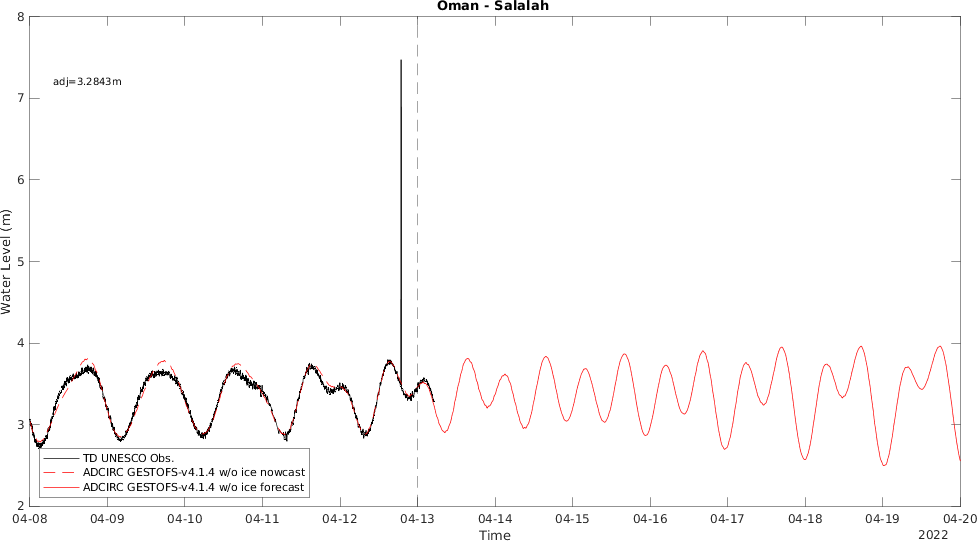 Oman - Salalah
8
adj=3.2843m
7
6
5
Water Level (m)
4
3
TD UNESCO Obs.
ADCIRC GESTOFS-v4.1.4 w/o ice nowcast
ADCIRC GESTOFS-v4.1.4 w/o ice forecast
2
04-08 04-09 04-10 04-11 04-12 04-13 04-14 04-15 04-16 04-17 04-18 04-19 04-20
Time
2022